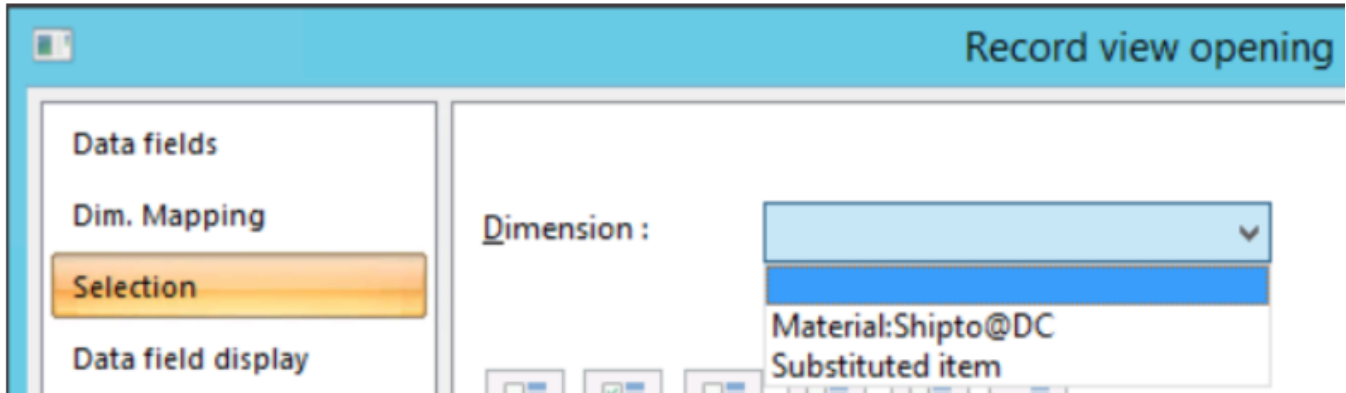 Record view opening
Data fields
Dim. Mapping
Selection
Data field display
Dimension :
Material:Shipto@DC
Substituted item